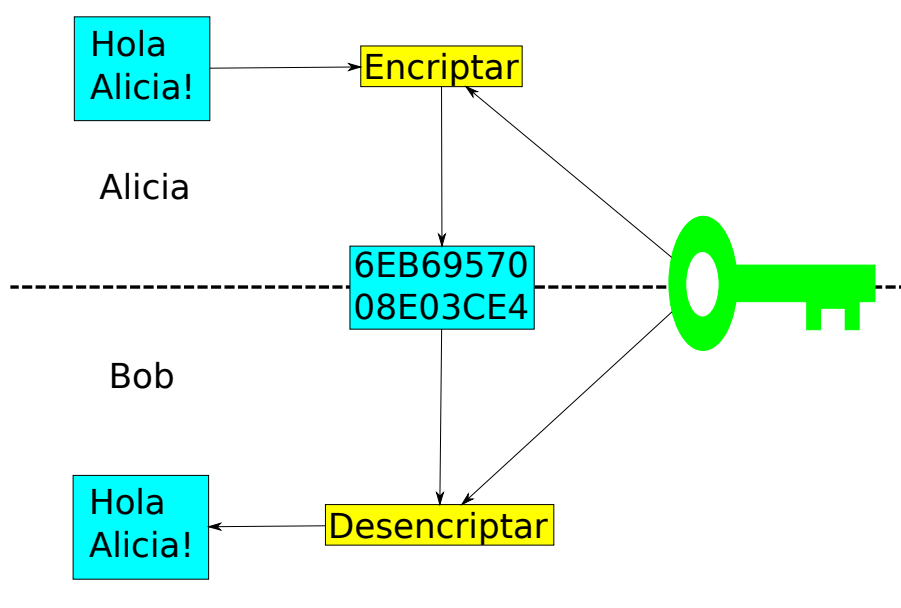 Hola
Alicia!
Encriptar
Alicia
6EB69570
08E03CE4
Bob
Hola
Alicia!
Desencriptar